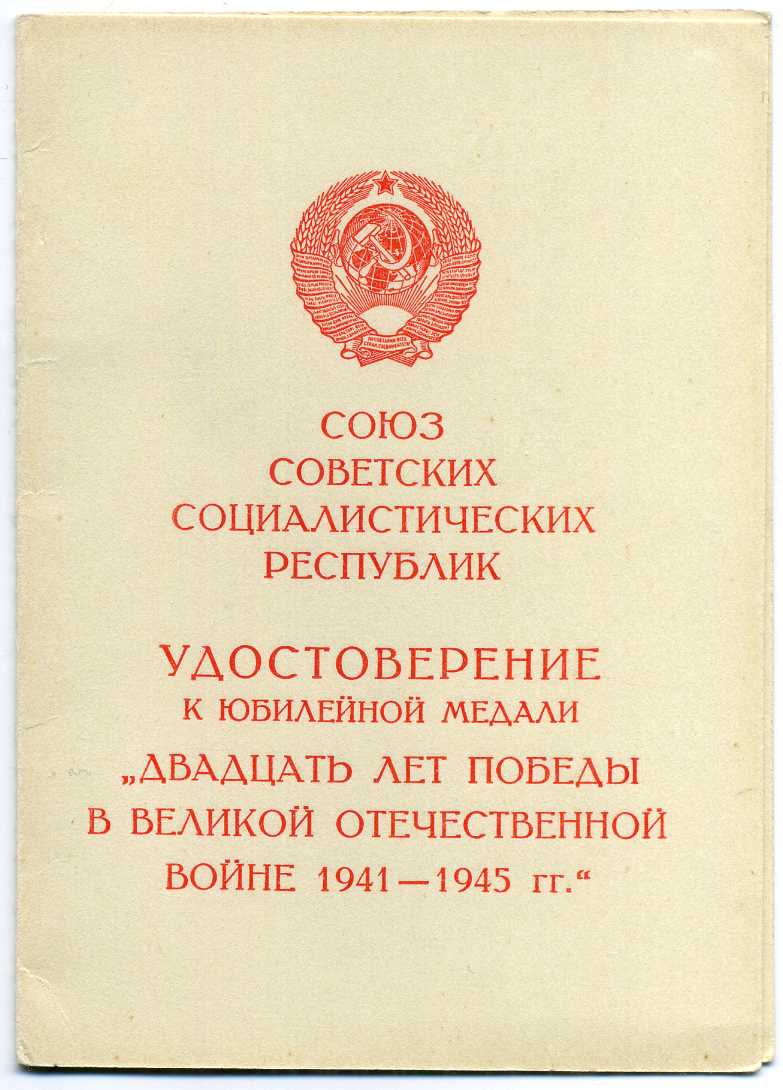 СОЮЗ
СОВЕТСКИХ
СОЦИАЛИСТИЧЕСКИХ
РЕСПУБЛИК
УДОСТОВЕРЕНИЕ
К ЮБИЛЕЙНОЙ МЕДАЛИ
„ДВАДЦАТЬ ЛЕТ ПОБЕДЫ
В ВЕЛИКОЙ ОТЕЧЕСТВЕННОЙ
ВОЙНЕ 1941—1945 гг.“